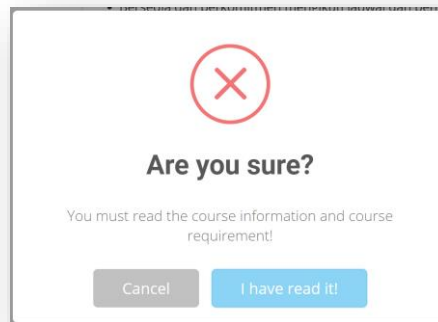 Are you sure?
You must read the course information and course
requirement!
Cancel
I have read it!